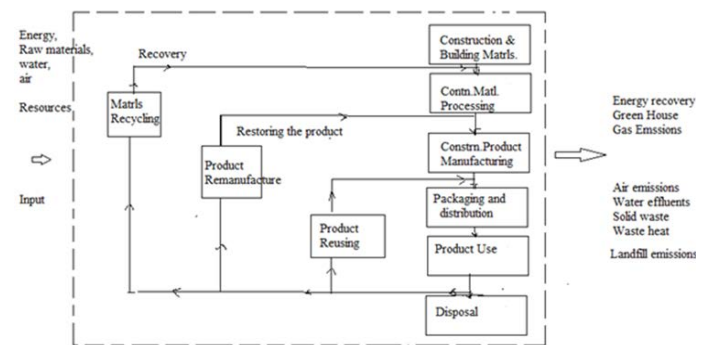 Energy,
Raw materials,
water,
air
Resources
Input
Recovery
Matrls
Recycling
Restoring the product
Product
Remanufacture
Product
Reusing
Construction &
Building Matrls.
Contn.Matl.
Processing
Constrn.Product
Manufacturing
Packaging and
distribution
Product Use
Disposal
Energy recovery
Green House
Gas Emssions
Air emissions
Water effluents
Solid waste
Waste heat
Landfill emissions